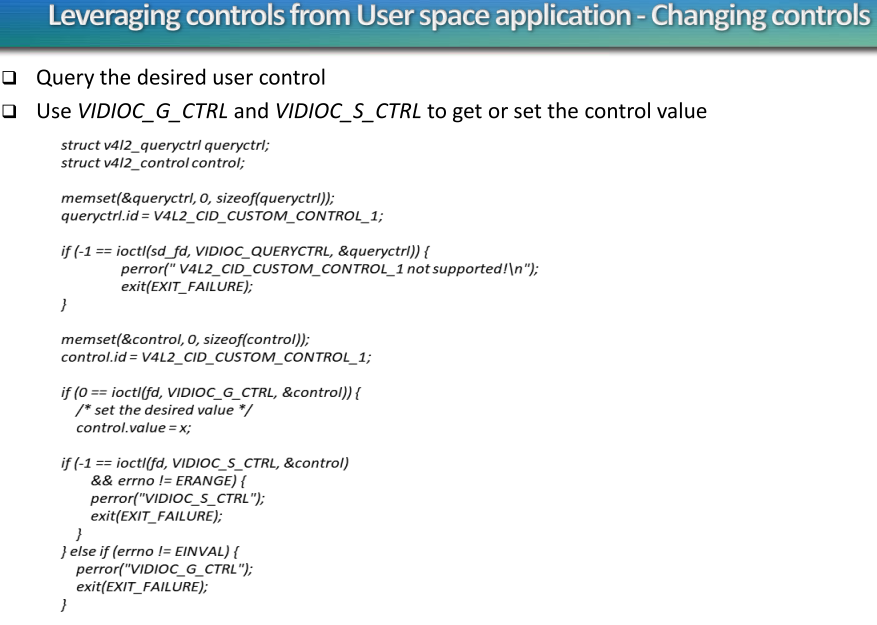 Leveraging controls from User space application - Changing controls
❑ Query the desired user control
❑ Use VIDIOC_G_CTRL and VIDIOC_S_CTRL to get or set the control value
struct v4l2_queryctrl queryctrl;
struct v4l2_control control;
memset(&queryctrl, 0, sizeof(queryctrl));
queryctrl.id = V4L2_CID_CUSTOM_CONTROL_1;
if (-1 == ioctl(sd_fd, VIDIOC_QUERYCTRL, &queryctrl)) {
perror(" V4L2_CID_CUSTOM_CONTROL_1 not supported!\n");
exit(EXIT_FAILURE);
}
memset(&control, 0, sizeof(control));
control.id = V4L2_CID_CUSTOM_CONTROL_1;
if (0 == ioctl(fd, VIDIOC_G_CTRL, &control)) {
/* set the desired value */
control.value = x;
if (-1 == ioctl(fd, VIDIOC_S_CTRL, &control)
&& errno != ERANGE) {
perror("VIDIOC_S_CTRL");
exit(EXIT_FAILURE);
}
} else if (errno != EINVAL) {
perror("VIDIOC_G_CTRL");
exit(EXIT_FAILURE);
}